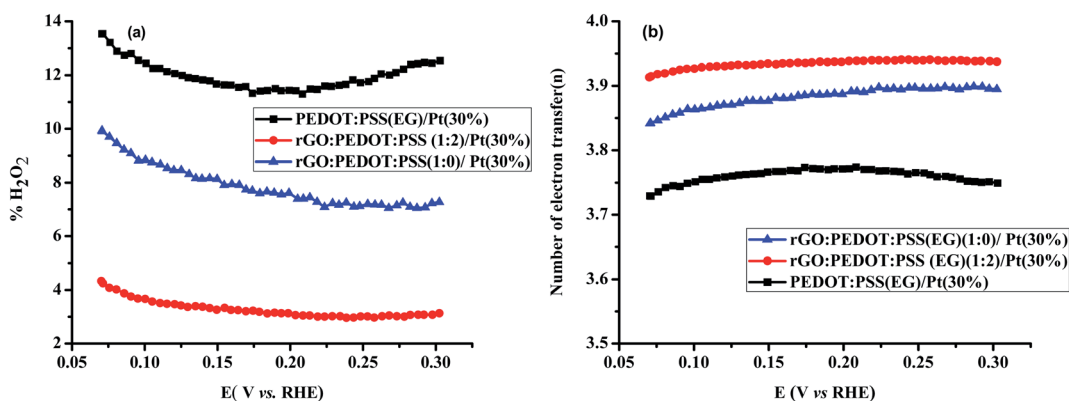 (a)
14
12
10
8
6
4
2
% H₂O₂
PEDOT:PSS(EG)/Pt(30%)
rGO:PEDOT:PSS (1:2)/Pt(30%)
rGO:PEDOT:PSS(1:0)/ Pt(30%)
0.05 0.10 0.15 0.20 0.25 0.30
E( V vs. RHE)
(b)
4.0
3.9
3.8
3.7
3.6
3.5
Number of electron transfer(n)
rGO:PEDOT:PSS(EG)(1:0)/ Pt(30%)
rGO:PEDOT:PSS (EG)(1:2)/Pt(30%)
PEDOT:PSS(EG)/Pt(30%)
0.05 0.10 0.15 0.20 0.25 0.30
E (V vs RHE)